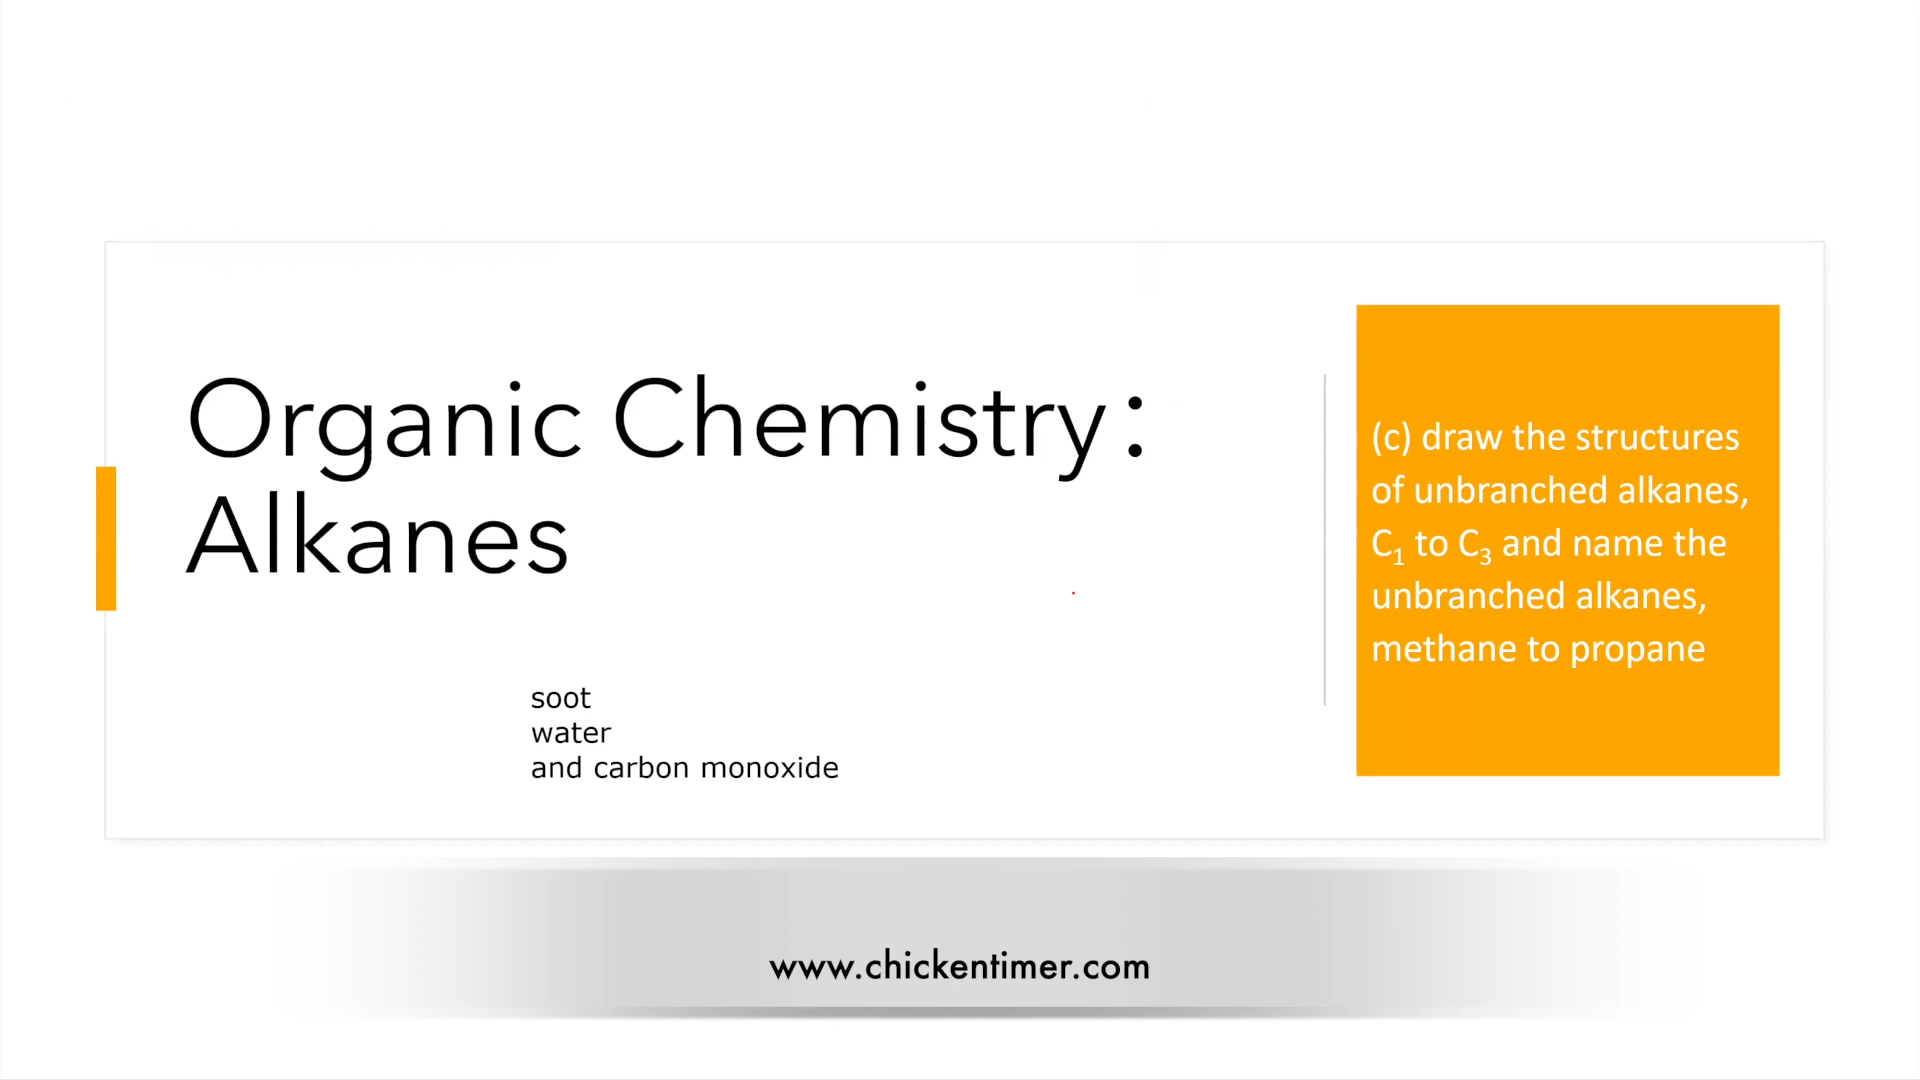 Organic Chemistry:
Alkanes
soot
water
and carbon monoxide
(c) draw the structures
of unbranched alkanes,
C₁ to C₃ and name the
unbranched alkanes,
methane to propane
www.chickentimer.com